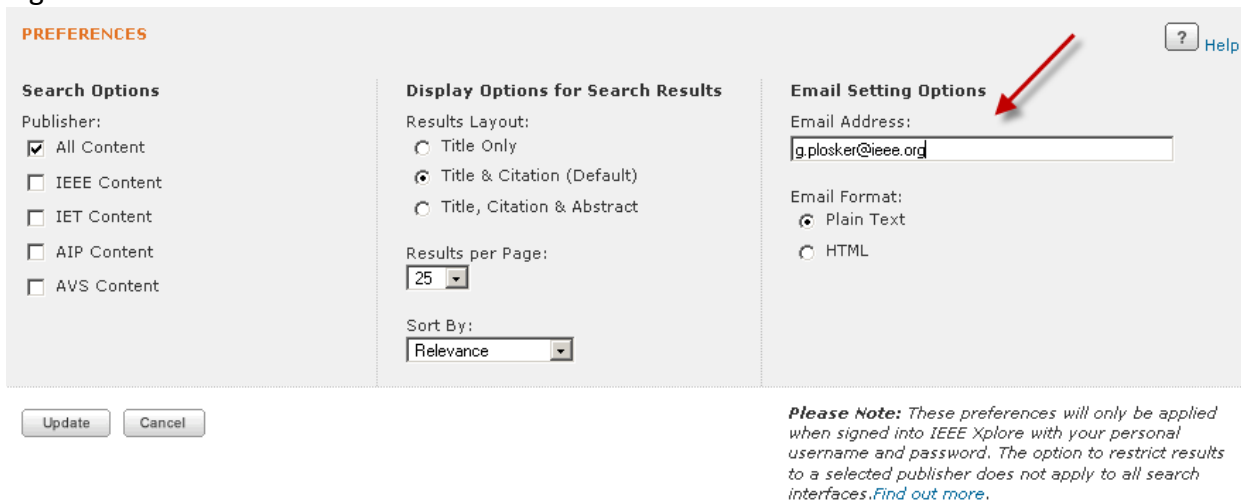 PREFERENCES
? Help
Search Options
Publisher:
All Content
IEEE Content
IET Content
AIP Content
AVS Content
Display Options for Search Results
Results Layout:
Title Only
Title & Citation (Default)
Title, Citation & Abstract
Results per Page:
25
Sort By:
Relevance
Email Setting Options
Email Address:
g.plosker@ieee.org
Email Format:
Plain Text
HTML
Update Cancel
Please Note: These preferences will only be applied
when signed into IEEE Xplore with your personal
username and password. The option to restrict results
to a selected publisher does not apply to all search
interfaces.Find out more.